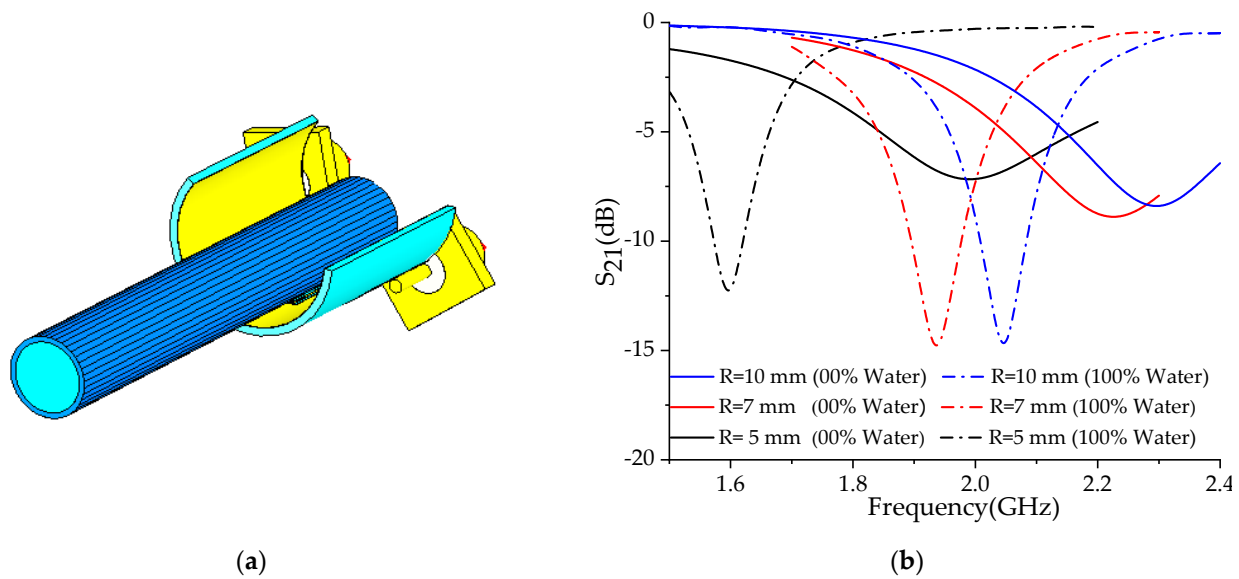 0
-5
-10
-15
-20
S21(dB)
R=10 mm (00% Water) R=10 mm (100% Water)
R=7 mm (00% Water) R=7 mm (100% Water)
R= 5 mm (00% Water) R=5 mm (100% Water)
1.6 1.8 2.0 2.2 2.4
Frequency(GHz)
(a) (b)